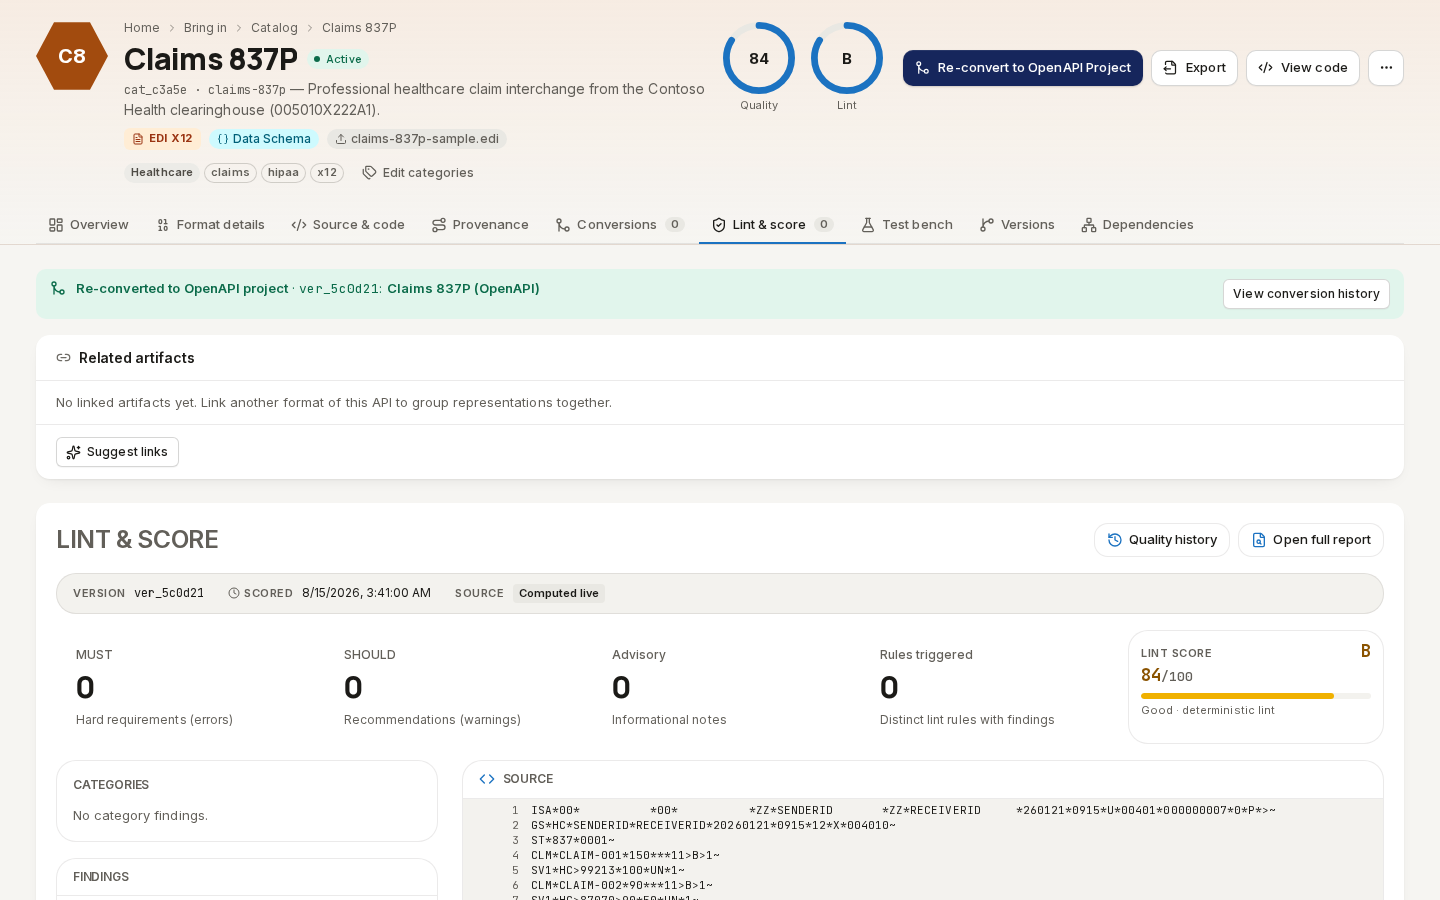 C8
Home > Bring in > Catalog > Claims 837P
Claims 837P
Active
cat_c3a5e · claims-837p — Professional healthcare claim interchange from the Contoso
Health clearinghouse (005010X222A1).
EDI X12
{} Data Schema
claims-837p-sample.edi
Healthcare
claims
hipaa
x12
Edit categories
84
Quality
B
Lint
Re-convert to OpenAPI Project
Export
View code
Overview
Format details
Source & code
Provenance
Conversions 0
Lint & score 0
Test bench
Versions
Dependencies
Re-converted to OpenAPI project · ver_5c0d21: Claims 837P (OpenAPI)
View conversion history
Related artifacts
No linked artifacts yet. Link another format of this API to group representations together.
Suggest links
LINT & SCORE
Quality history
Open full report
VERSION ver_5c0d21
SCORED 8/15/2026, 3:41:00 AM
SOURCE Computed live
MUST
0
Hard requirements (errors)
SHOULD
0
Recommendations (warnings)
Advisory
0
Informational notes
Rules triggered
0
Distinct lint rules with findings
LINT SCORE
B
84/100
Good · deterministic lint
CATEGORIES
No category findings.
FINDINGS
SOURCE
1 ISA*00*          *00*          *ZZ*SENDERID       *ZZ*RECEIVERID     *260121*0915*U*00401*000000007*0*P*>~
2 GS*HC*SENDERID*RECEIVERID*20260121*0915*12*X*004010~
3 ST*837*0001~
4 CLM*CLAIM-001*150***11>B>1~
5 SV1*HC>99213*100*UN*1~
6 CLM*CLAIM-002*90***11>B>1~
7 SV1*HC>87070>90*50*UN*1~